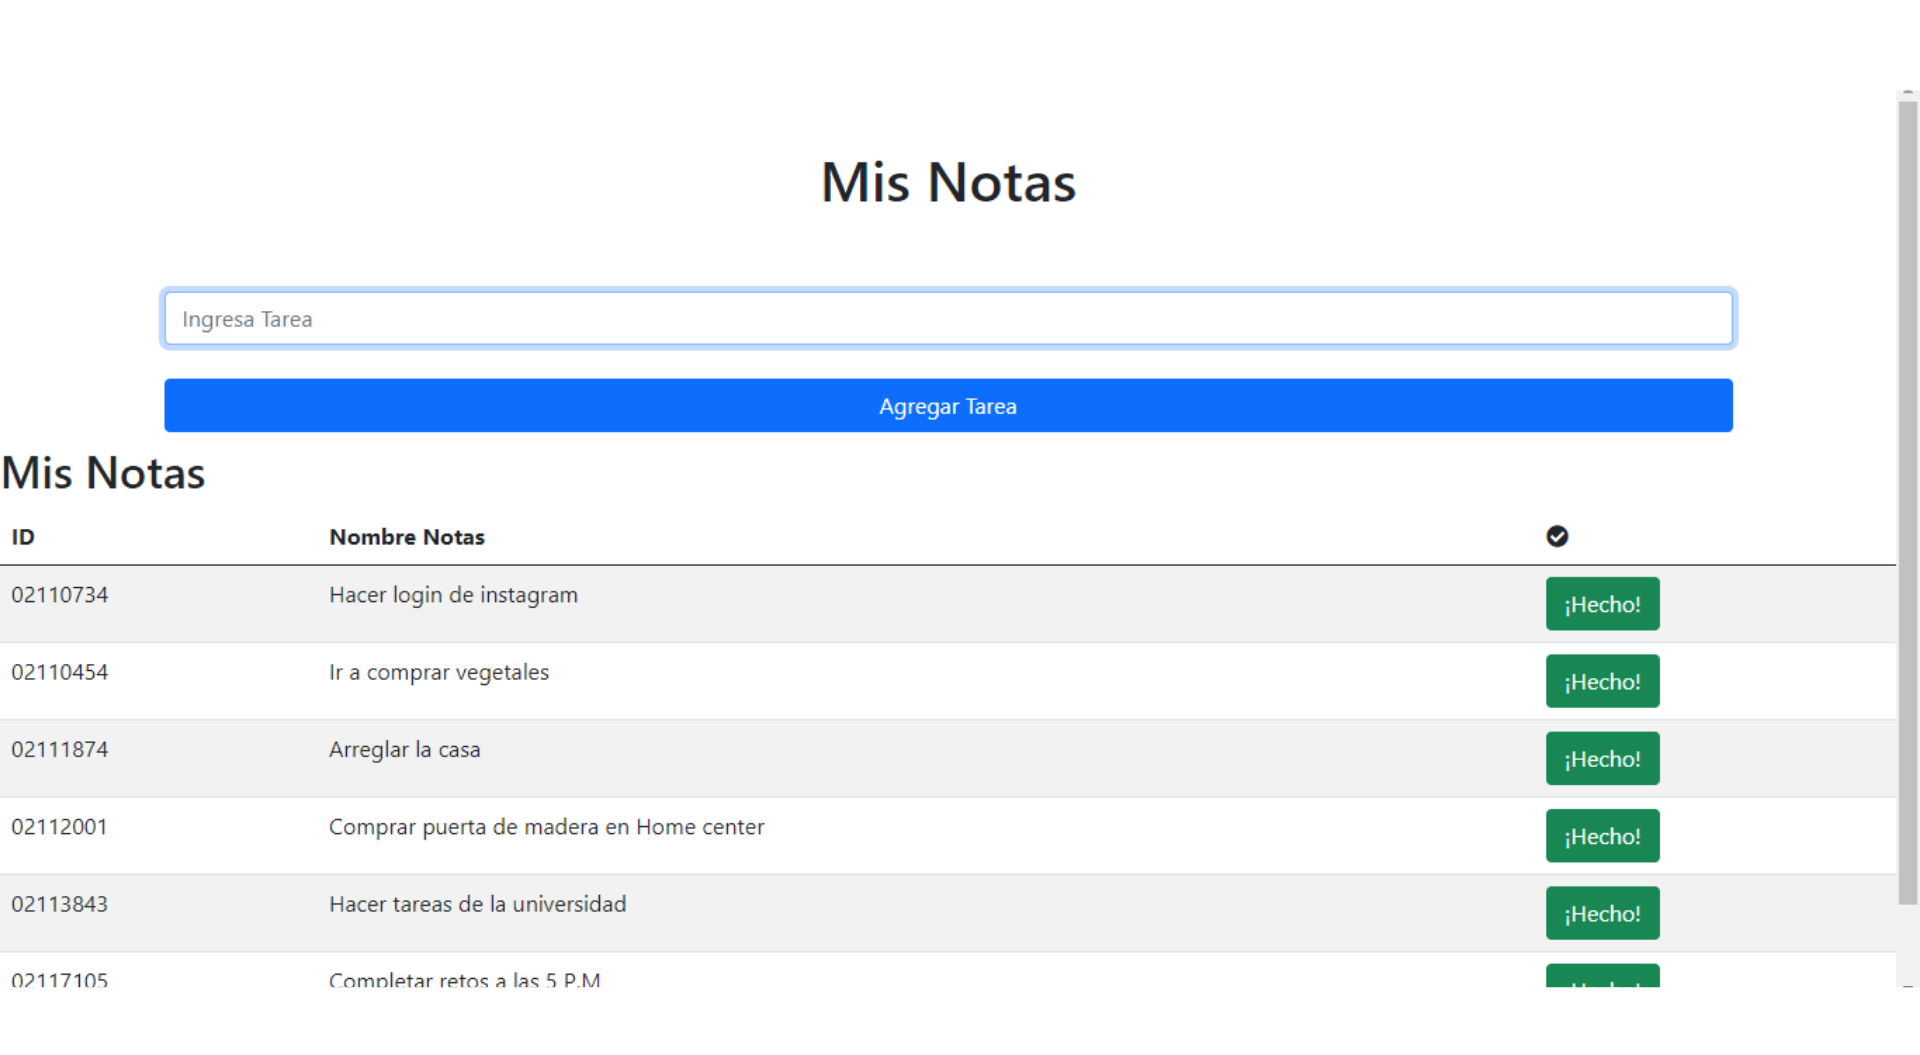 Mis Notas
Ingresa Tarea
Agregar Tarea
Mis Notas
ID Nombre Notas
02110734 Hacer login de instagram ¡Hecho!
02110454 Ir a comprar vegetales ¡Hecho!
02111874 Arreglar la casa ¡Hecho!
02112001 Comprar puerta de madera en Home center ¡Hecho!
02113843 Hacer tareas de la universidad ¡Hecho!
02117105 Completar retos a las 5 P.M